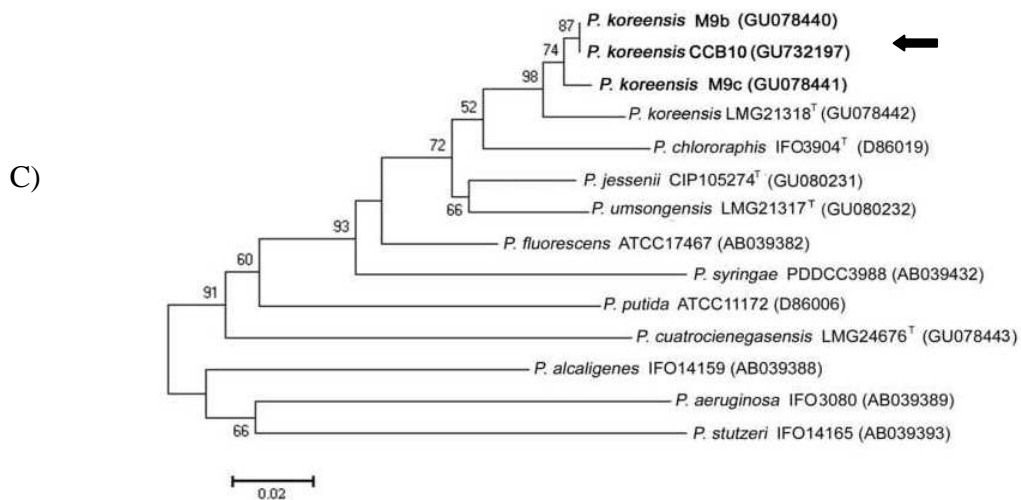 87
P. koreensis M9b (GU078440)
74
P. koreensis CCB10 (GU732197)
98
P. koreensis M9c (GU078441)
52
P. koreensis LMG21318ᵀ (GU078442)
72
P. chlororaphis IFO3904ᵀ (D86019)
C)
P. jessenii CIP105274ᵀ (GU080231)
66
P. umsongensis LMG21317ᵀ (GU080232)
93
P. fluorescens ATCC17467 (AB039382)
60
P. syringae PDDCC3988 (AB039432)
91
P. putida ATCC11172 (D86006)
P. cuatrocienegasensis LMG24676ᵀ (GU078443)
P. alcaligenes IFO14159 (AB039388)
P. aeruginosa IFO3080 (AB039389)
66
P. stutzeri IFO14165 (AB039393)
0.02